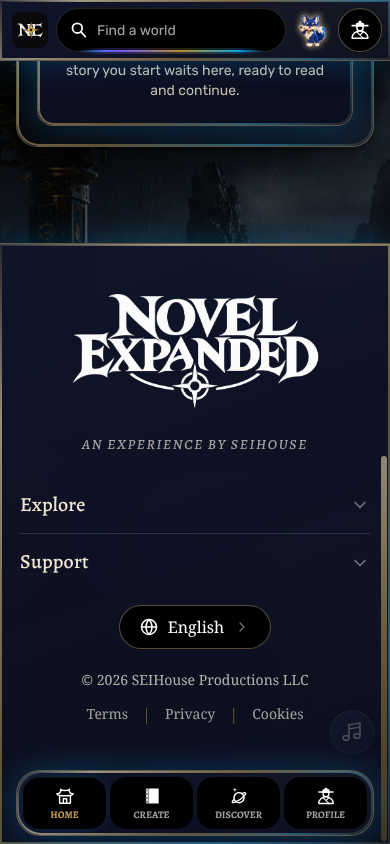 NE
Find a world
story you start waits here, ready to read
and continue.
NOVEL
EXPANDED
AN EXPERIENCE BY SEIHOUSE
Explore
Support
English
© 2026 SEIHouse Productions LLC
Terms | Privacy | Cookies
HOME CREATE DISCOVER PROFILE